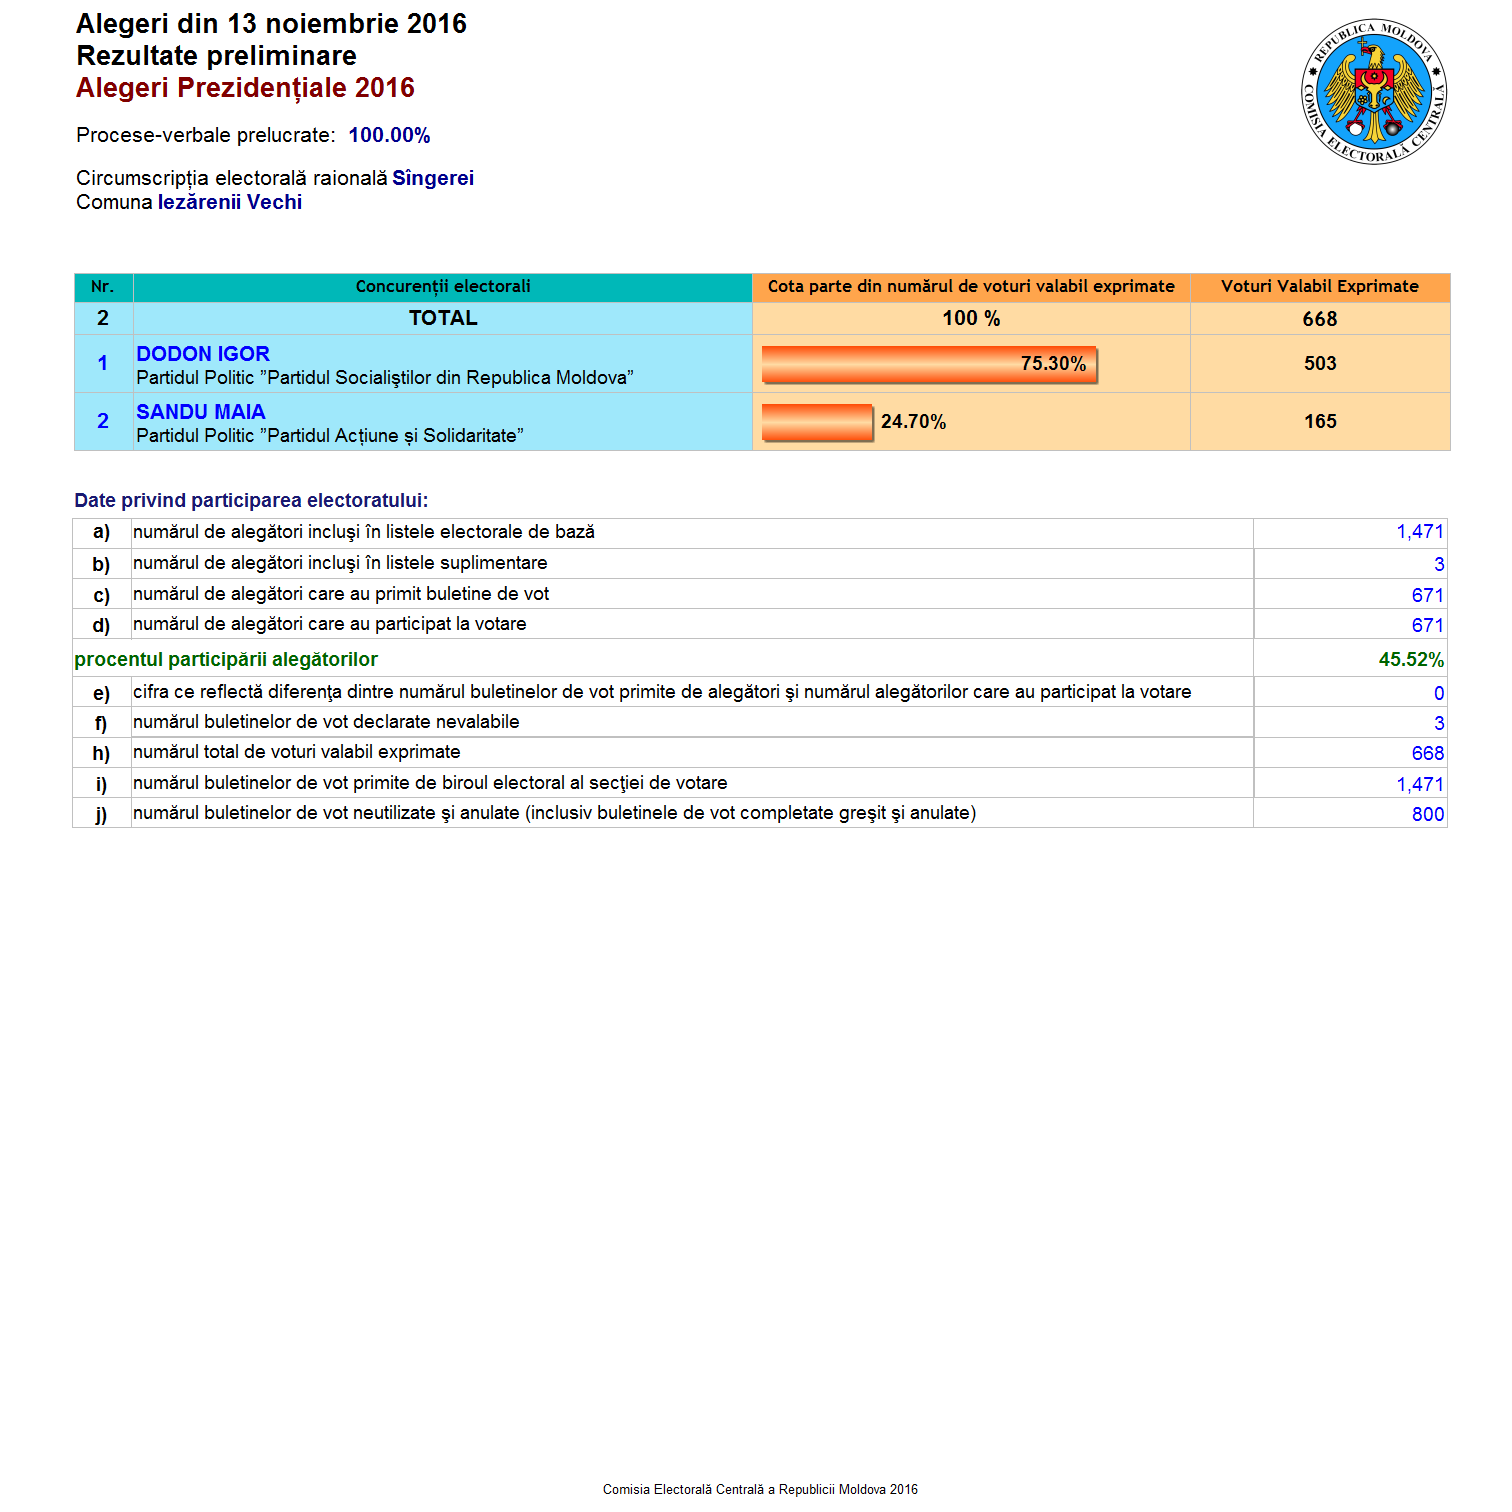 Alegeri din 13 noiembrie 2016
Rezultate preliminare
Alegeri Prezidențiale 2016
Procese-verbale prelucrate: 100.00%
Circumscripția electorală raională Sîngerei
Comuna Iezărenii Vechi
REPUBLICA MOLDOVA
COMISIA ELECTORALĂ CENTRALĂ
Nr. Concurenții electorali Cota parte din numărul de voturi valabil exprimate Voturi Valabil Exprimate
2 TOTAL 100 % 668
1 DODON IGOR 75.30% 503
Partidul Politic ”Partidul Socialiştilor din Republica Moldova”
2 SANDU MAIA 24.70% 165
Partidul Politic ”Partidul Acțiune și Solidaritate”
Date privind participarea electoratului:
a) numărul de alegători incluşi în listele electorale de bază 1,471
b) numărul de alegători incluşi în listele suplimentare 3
c) numărul de alegători care au primit buletine de vot 671
d) numărul de alegători care au participat la votare 671
procentul participării alegătorilor 45.52%
e) cifra ce reflectă diferenţa dintre numărul buletinelor de vot primite de alegători şi numărul alegătorilor care au participat la votare 0
f) numărul buletinelor de vot declarate nevalabile 3
h) numărul total de voturi valabil exprimate 668
i) numărul buletinelor de vot primite de biroul electoral al secţiei de votare 1,471
j) numărul buletinelor de vot neutilizate şi anulate (inclusiv buletinele de vot completate greşit şi anulate) 800
Comisia Electorală Centrală a Republicii Moldova 2016